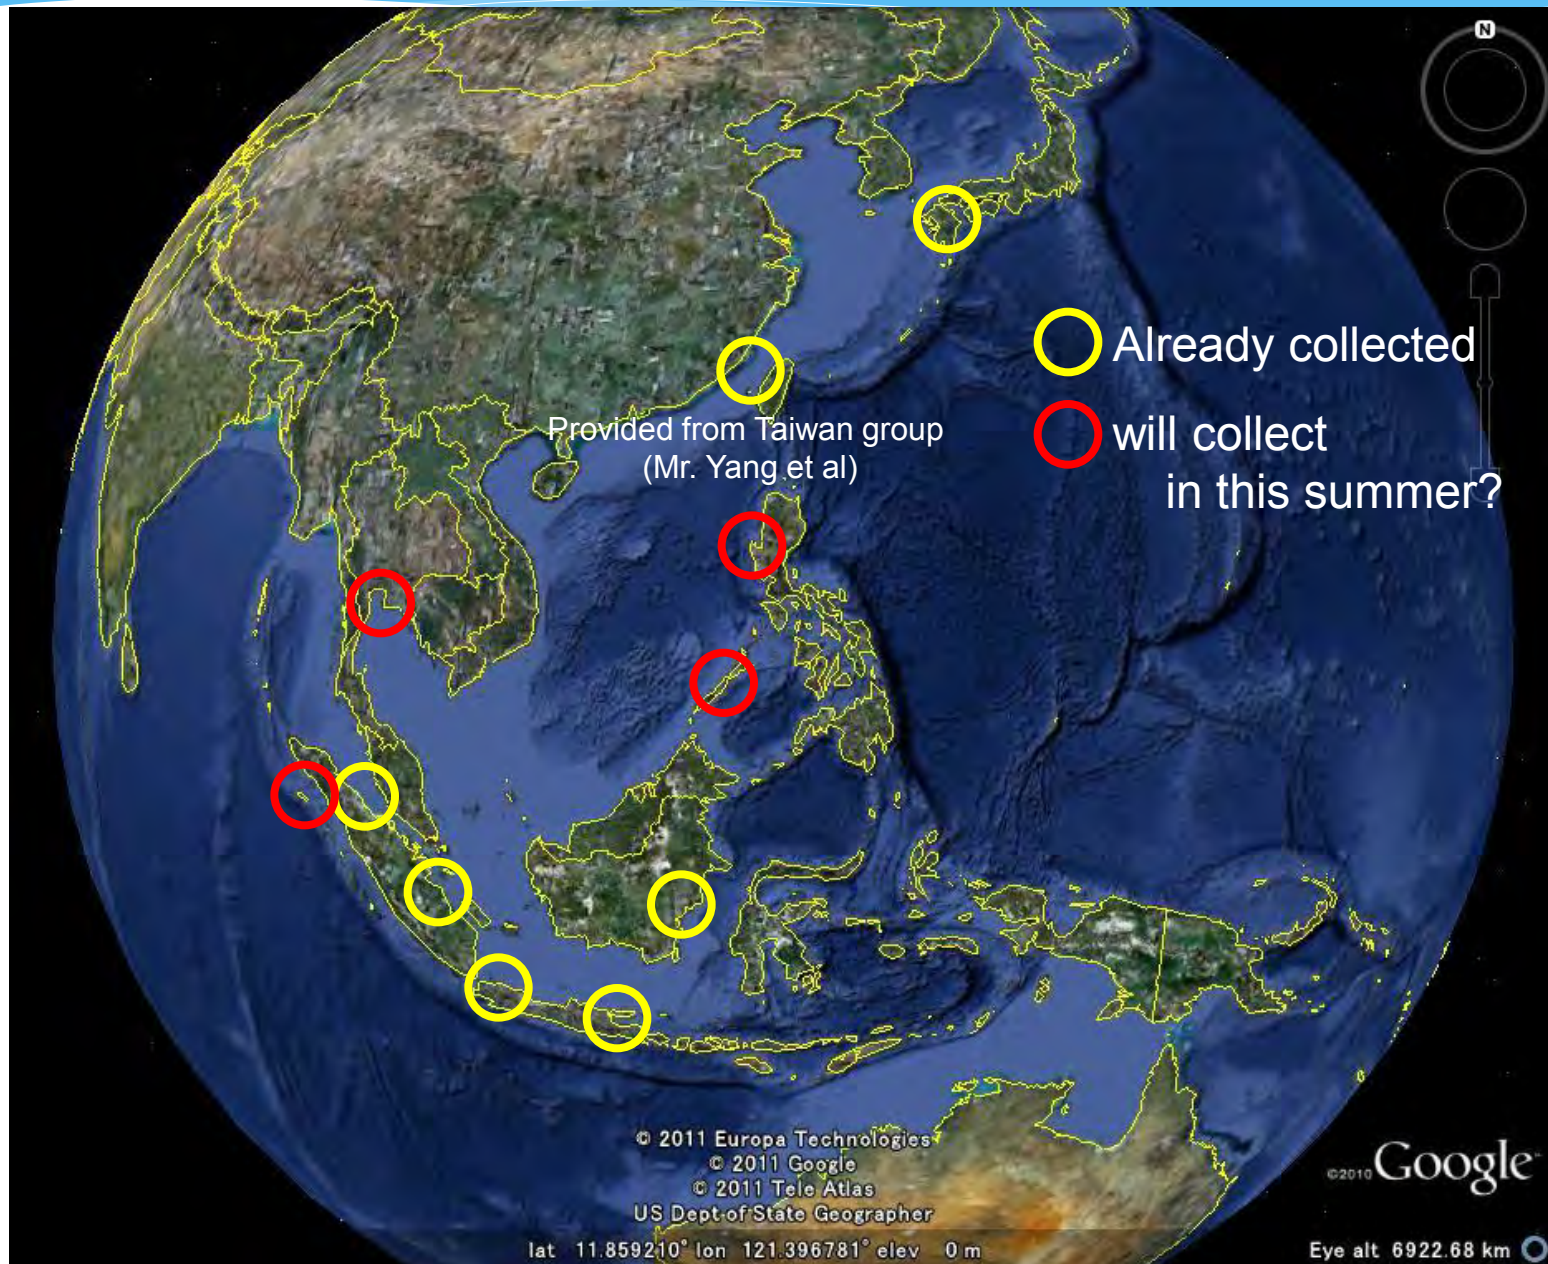 N
Already collected
Provided from Taiwan group
(Mr. Yang et al)
will collect
in this summer?
© 2011 Europa Technologies
© 2011 Google
© 2011 Tele Atlas
US Dept of State Geographer
©2010 Google
lat 11.859210° lon 121.396781° elev 0 m
Eye alt 6922.68 km